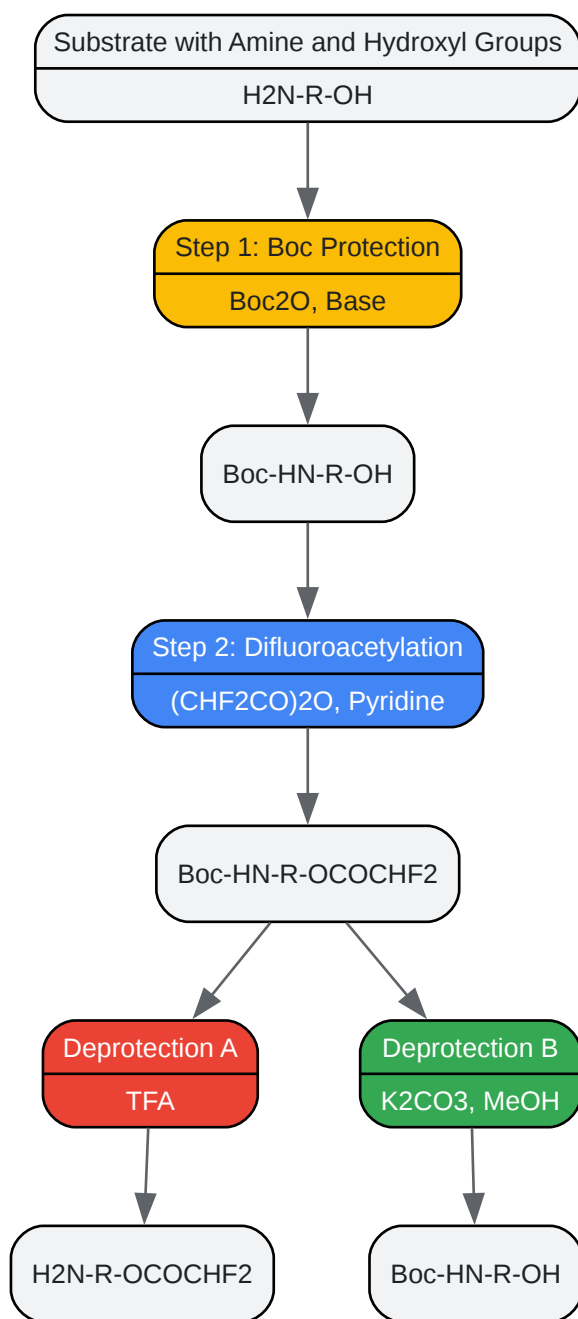 Substrate with Amine and Hydroxyl Groups
H2N-R-OH
Step 1: Boc Protection
Boc2O, Base
Boc-HN-R-OH
Step 2: Difluoroacetylation
(CHF2CO)2O, Pyridine
Boc-HN-R-OCOCHF2
Deprotection A
TFA
Deprotection B
K2CO3, MeOH
H2N-R-OCOCHF2
Boc-HN-R-OH